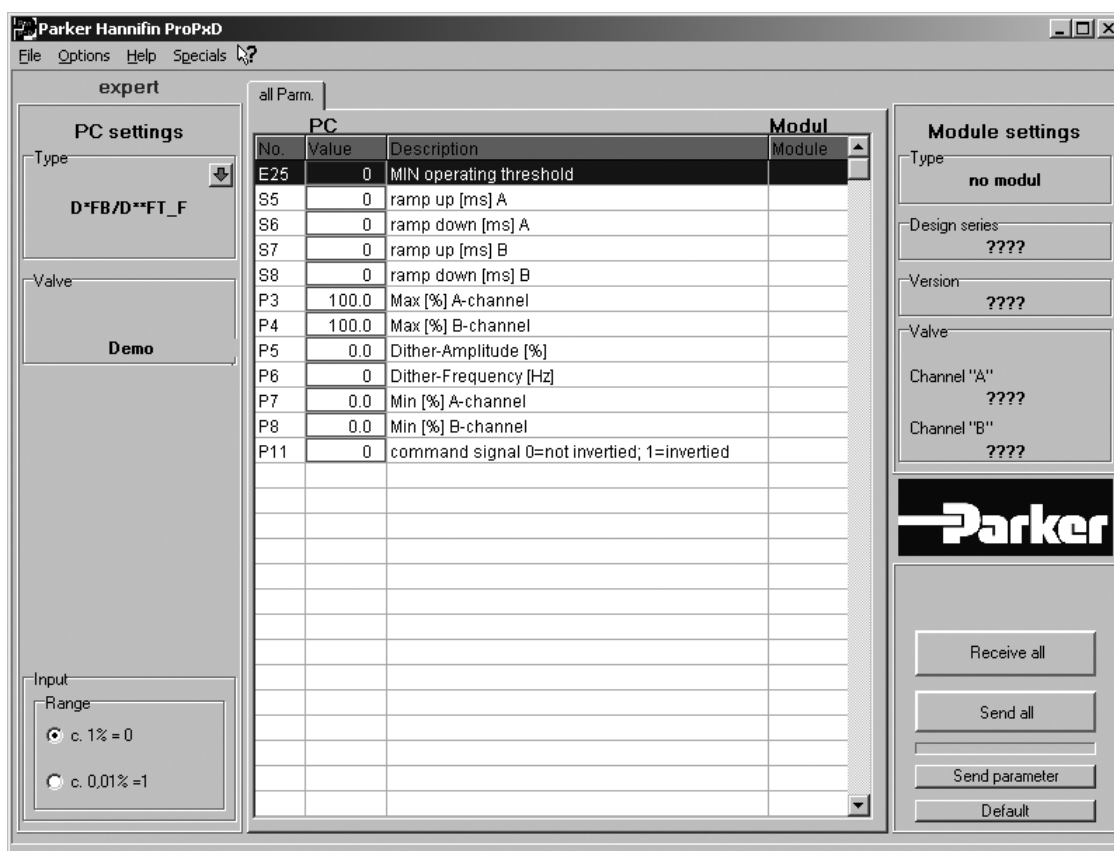 Parker Hannifin ProPxD
File Options Help Specials
expert
PC settings
Type
D*FB/D**FT_F
Valve
Demo
Input
Range
c. 1% = 0
c. 0,01% =1
all Parm.
PC Modul
No. Value Description Module
E25 0 MIN operating threshold
S5 0 ramp up [ms] A
S6 0 ramp down [ms] A
S7 0 ramp up [ms] B
S8 0 ramp down [ms] B
P3 100.0 Max [%] A-channel
P4 100.0 Max [%] B-channel
P5 0.0 Dither-Amplitude [%]
P6 0 Dither-Frequency [Hz]
P7 0.0 Min [%] A-channel
P8 0.0 Min [%] B-channel
P11 0 command signal 0=not invertied; 1=invertied
Module settings
Type
no modul
Design series
????
Version
????
Valve
Channel "A"
????
Channel "B"
????
Parker
Receive all
Send all
Send parameter
Default